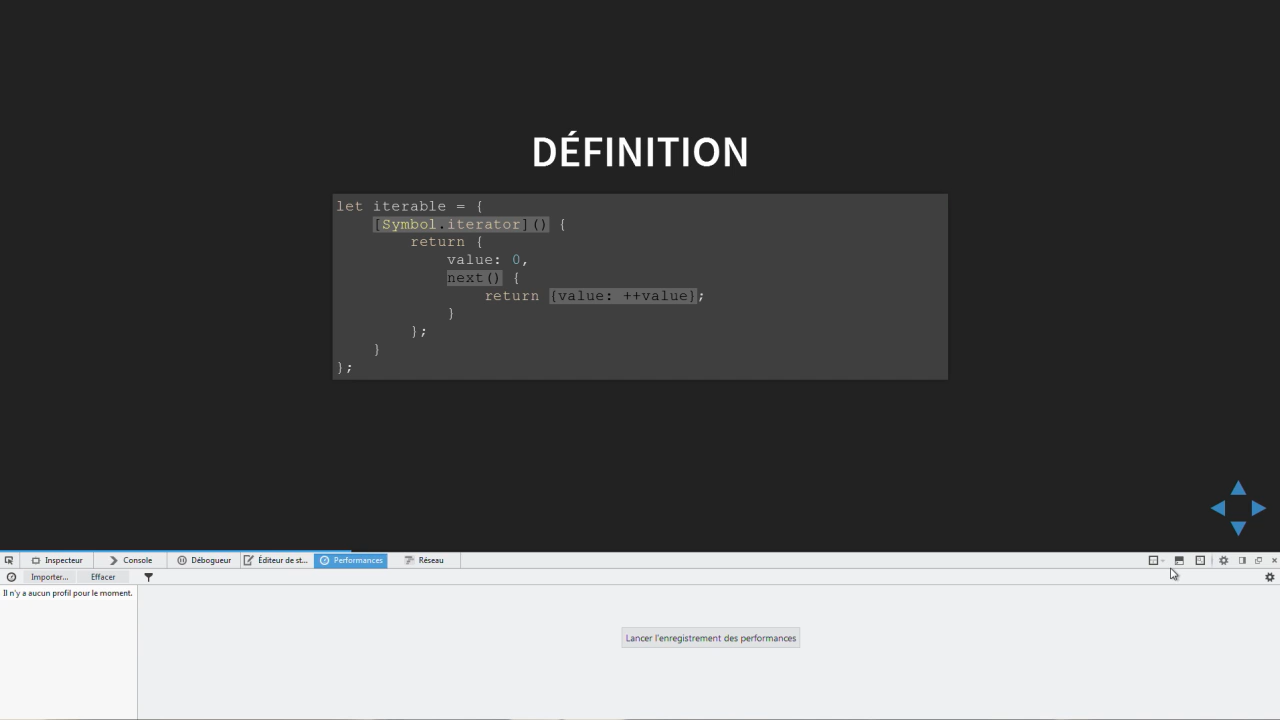 DÉFINITION
let iterable = {
    [Symbol.iterator]() {
        return {
            value: 0,
            next() {
                return {value: ++value};
            }
        };
    }
};
Inspecteur Console Débogueur Éditeur de st... Performances Réseau
Importer... Effacer
Il n'y a aucun profil pour le moment.
Lancer l'enregistrement des performances